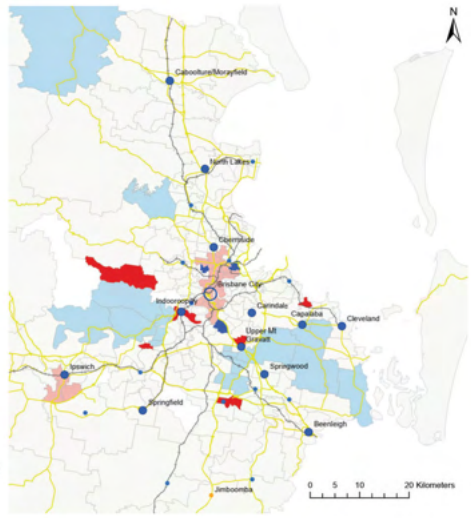 N
Caboolture/Morayfield
North Lakes
Chermside
Brisbane City
Indooroopilly
Carindale
Capalaba
Cleveland
Upper Mt
Gravatt
Ipswich
Springwood
Springfield
Beenleigh
Jimboomba
0 5 10 20 Kilometers